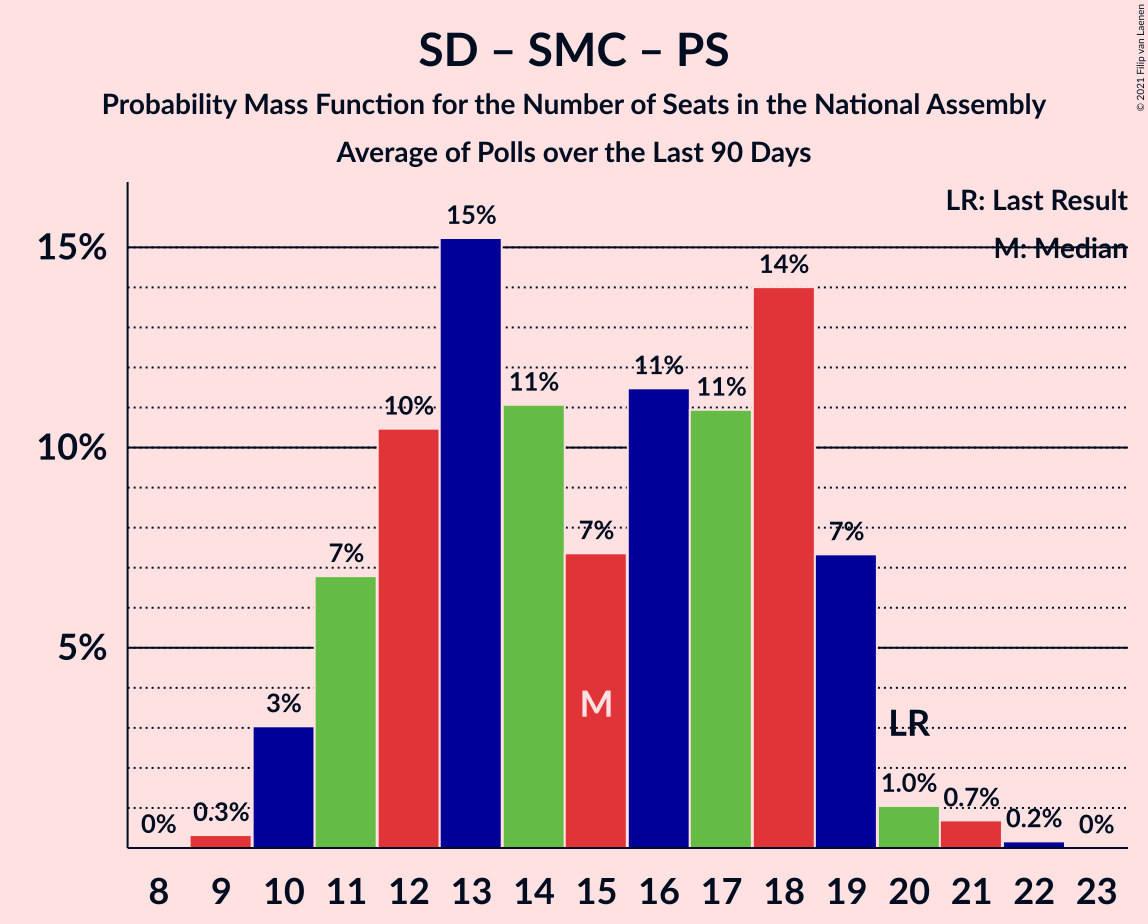 SD – SMC – PS
Probability Mass Function for the Number of Seats in the National Assembly
Average of Polls over the Last 90 Days
© 2021 Filip van Laenen
LR: Last Result
M: Median
15%
10%
5%
0%
0.3%
3%
7%
10%
15%
11%
7%
11%
11%
14%
7%
1.0%
0.7%
0.2%
0%
M
LR
8 9 10 11 12 13 14 15 16 17 18 19 20 21 22 23